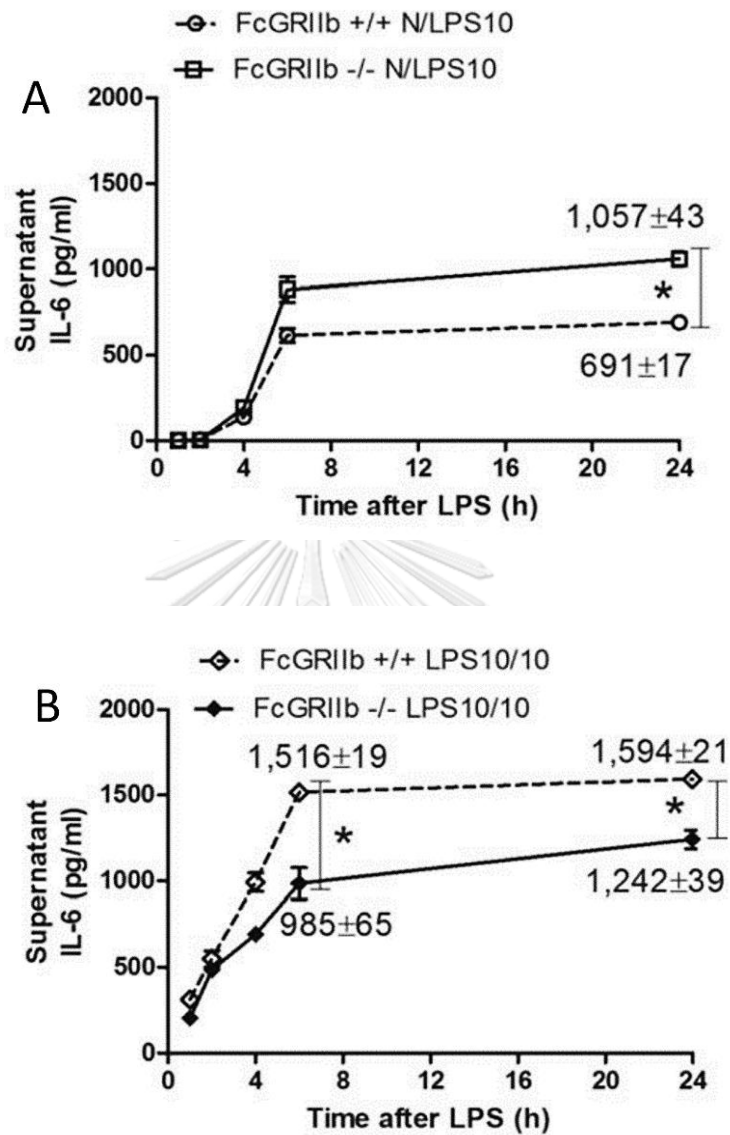 FcGRIIb +/+ N/LPS10
FcGRIIb -/- N/LPS10
A
2000
1500
1000
500
0
Supernatant
IL-6 (pg/ml)
1,057±43
*
691±17
0 4 8 12 16 20 24
Time after LPS (h)
FcGRIIb +/+ LPS10/10
FcGRIIb -/- LPS10/10
B
2000
1500
1000
500
0
Supernatant
IL-6 (pg/ml)
1,516±19
1,594±21
*
*
985±65
1,242±39
0 4 8 12 16 20 24
Time after LPS (h)